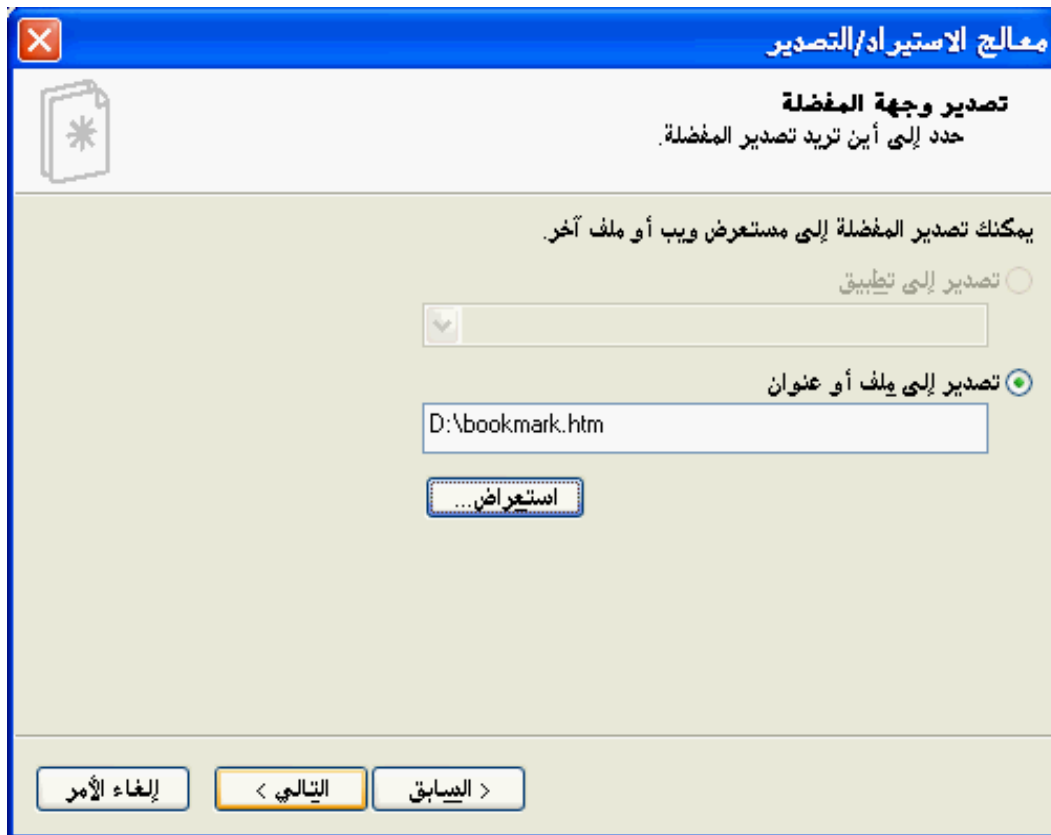 معالج الاستيراد/التصدير
تصدير وجهة المفضلة
حدد إلى أين تريد تصدير المفضلة.
يمكنك تصدير المفضلة إلى مستعرض ويب أو ملف آخر.
تصدير إلى تطبيق
تصدير إلى ملف أو عنوان
D:\bookmark.htm
استعراض...
< السابق
التالي >
إلغاء الأمر